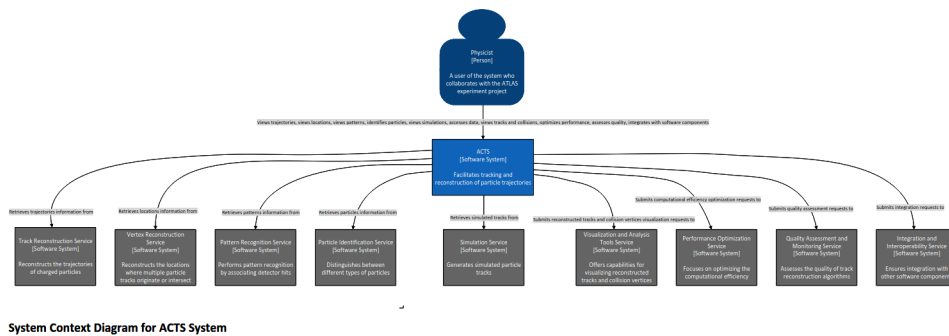 Physicist
[Person]
A user of the system who
collaborates with the ATLAS
experiment project
Views trajectories, views locations, views patterns, identifies particles, views simulations, accesses data, views tracks and collisions, optimizes performance, assesses quality, integrates with software components
ACTS
[Software System]
Facilitates tracking and
reconstruction of particle trajectories
Submits computational efficiency optimization requests to
Retrieves trajectories information from
Retrieves locations information from
Retrieves patterns information from
Retrieves particles information from
Retrieves simulated tracks from
Submits reconstructed tracks and collision vertices visualization requests to
Submits quality assessment requests to
Submits integration requests to
Track Reconstruction Service
[Software System]
Reconstructs the trajectories
of charged particles
Vertex Reconstruction
Service
[Software System]
Reconstructs the locations
where multiple particle
tracks originate or intersect
Pattern Recognition Service
[Software System]
Performs pattern recognition
by associating detector hits
Particle Identification Service
[Software System]
Distinguishes between
different types of particles
Simulation Service
[Software System]
Generates simulated particle
tracks
Visualization and Analysis
Tools Service
[Software System]
Offers capabilities for
visualizing reconstructed
tracks and collision vertices
Performance Optimization
Service
[Software System]
Focuses on optimizing the
computational efficiency
Quality Assessment and
Monitoring Service
[Software System]
Assesses the quality of track
reconstruction algorithms
Integration and
Interoperability Service
[Software System]
Ensures integration with
other software components
System Context Diagram for ACTS System